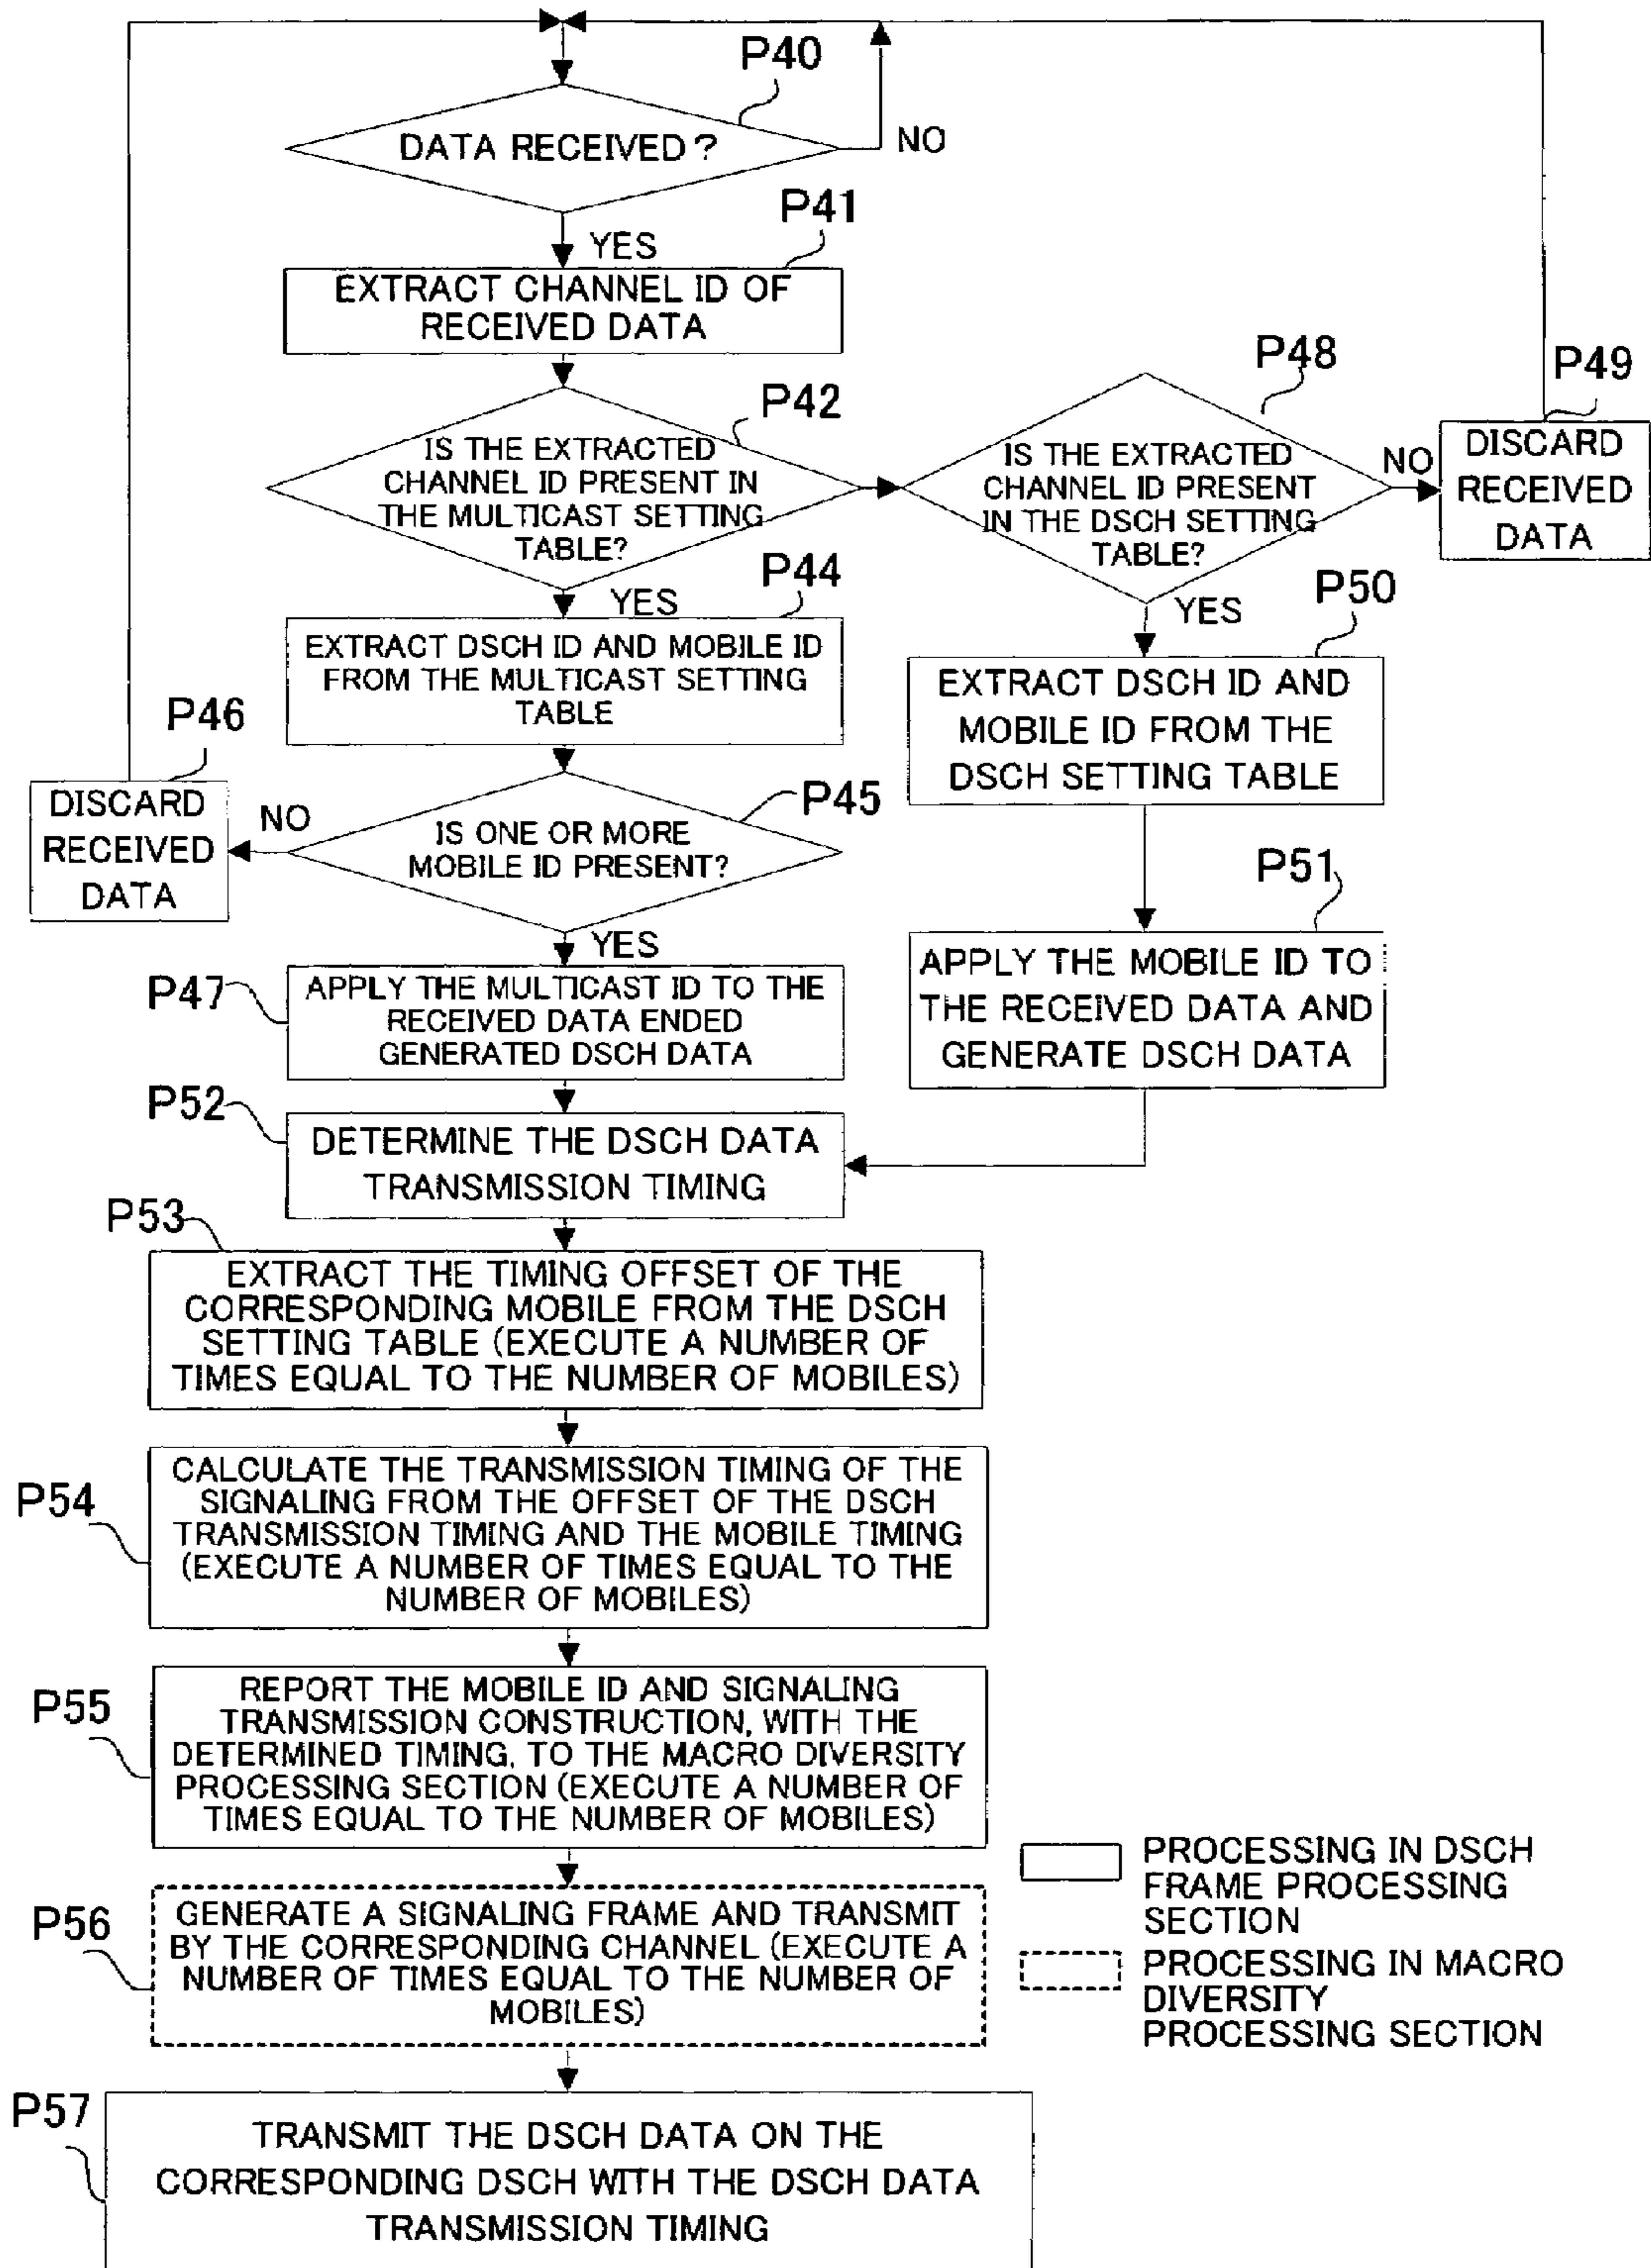 P40
DATA RECEIVED?
NO
YES
P41
EXTRACT CHANNEL ID OF
RECEIVED DATA
P42
IS THE EXTRACTED
CHANNEL ID PRESENT IN
THE MULTICAST SETTING
TABLE?
YES
P48
IS THE EXTRACTED
CHANNEL ID PRESENT
IN THE DSCH SETTING
TABLE?
NO
YES
P49
DISCARD
RECEIVED
DATA
P44
EXTRACT DSCH ID AND MOBILE ID
FROM THE MULTICAST SETTING
TABLE
P50
EXTRACT DSCH ID AND
MOBILE ID FROM THE
DSCH SETTING TABLE
P46
DISCARD
RECEIVED
DATA
NO
P45
IS ONE OR MORE
MOBILE ID PRESENT?
YES
P51
APPLY THE MOBILE ID TO
THE RECEIVED DATA AND
GENERATE DSCH DATA
P47
APPLY THE MULTICAST ID TO THE
RECEIVED DATA ENDED
GENERATED DSCH DATA
P52
DETERMINE THE DSCH DATA
TRANSMISSION TIMING
P53
EXTRACT THE TIMING OFFSET OF THE
CORRESPONDING MOBILE FROM THE DSCH
SETTING TABLE (EXECUTE A NUMBER OF
TIMES EQUAL TO THE NUMBER OF MOBILES)
P54
CALCULATE THE TRANSMISSION TIMING OF THE
SIGNALING FROM THE OFFSET OF THE DSCH
TRANSMISSION TIMING AND THE MOBILE TIMING
(EXECUTE A NUMBER OF TIMES EQUAL TO THE
NUMBER OF MOBILES)
P55
REPORT THE MOBILE ID AND SIGNALING
TRANSMISSION CONSTRUCTION, WITH THE
DETERMINED TIMING, TO THE MACRO DIVERSITY
PROCESSING SECTION (EXECUTE A NUMBER OF
TIMES EQUAL TO THE NUMBER OF MOBILES)
P56
GENERATE A SIGNALING FRAME AND TRANSMIT
BY THE CORRESPONDING CHANNEL (EXECUTE A
NUMBER OF TIMES EQUAL TO THE NUMBER OF
MOBILES)
PROCESSING IN DSCH
FRAME PROCESSING
SECTION
PROCESSING IN MACRO
DIVERSITY
PROCESSING SECTION
P57
TRANSMIT THE DSCH DATA ON THE
CORRESPONDING DSCH WITH THE DSCH DATA
TRANSMISSION TIMING